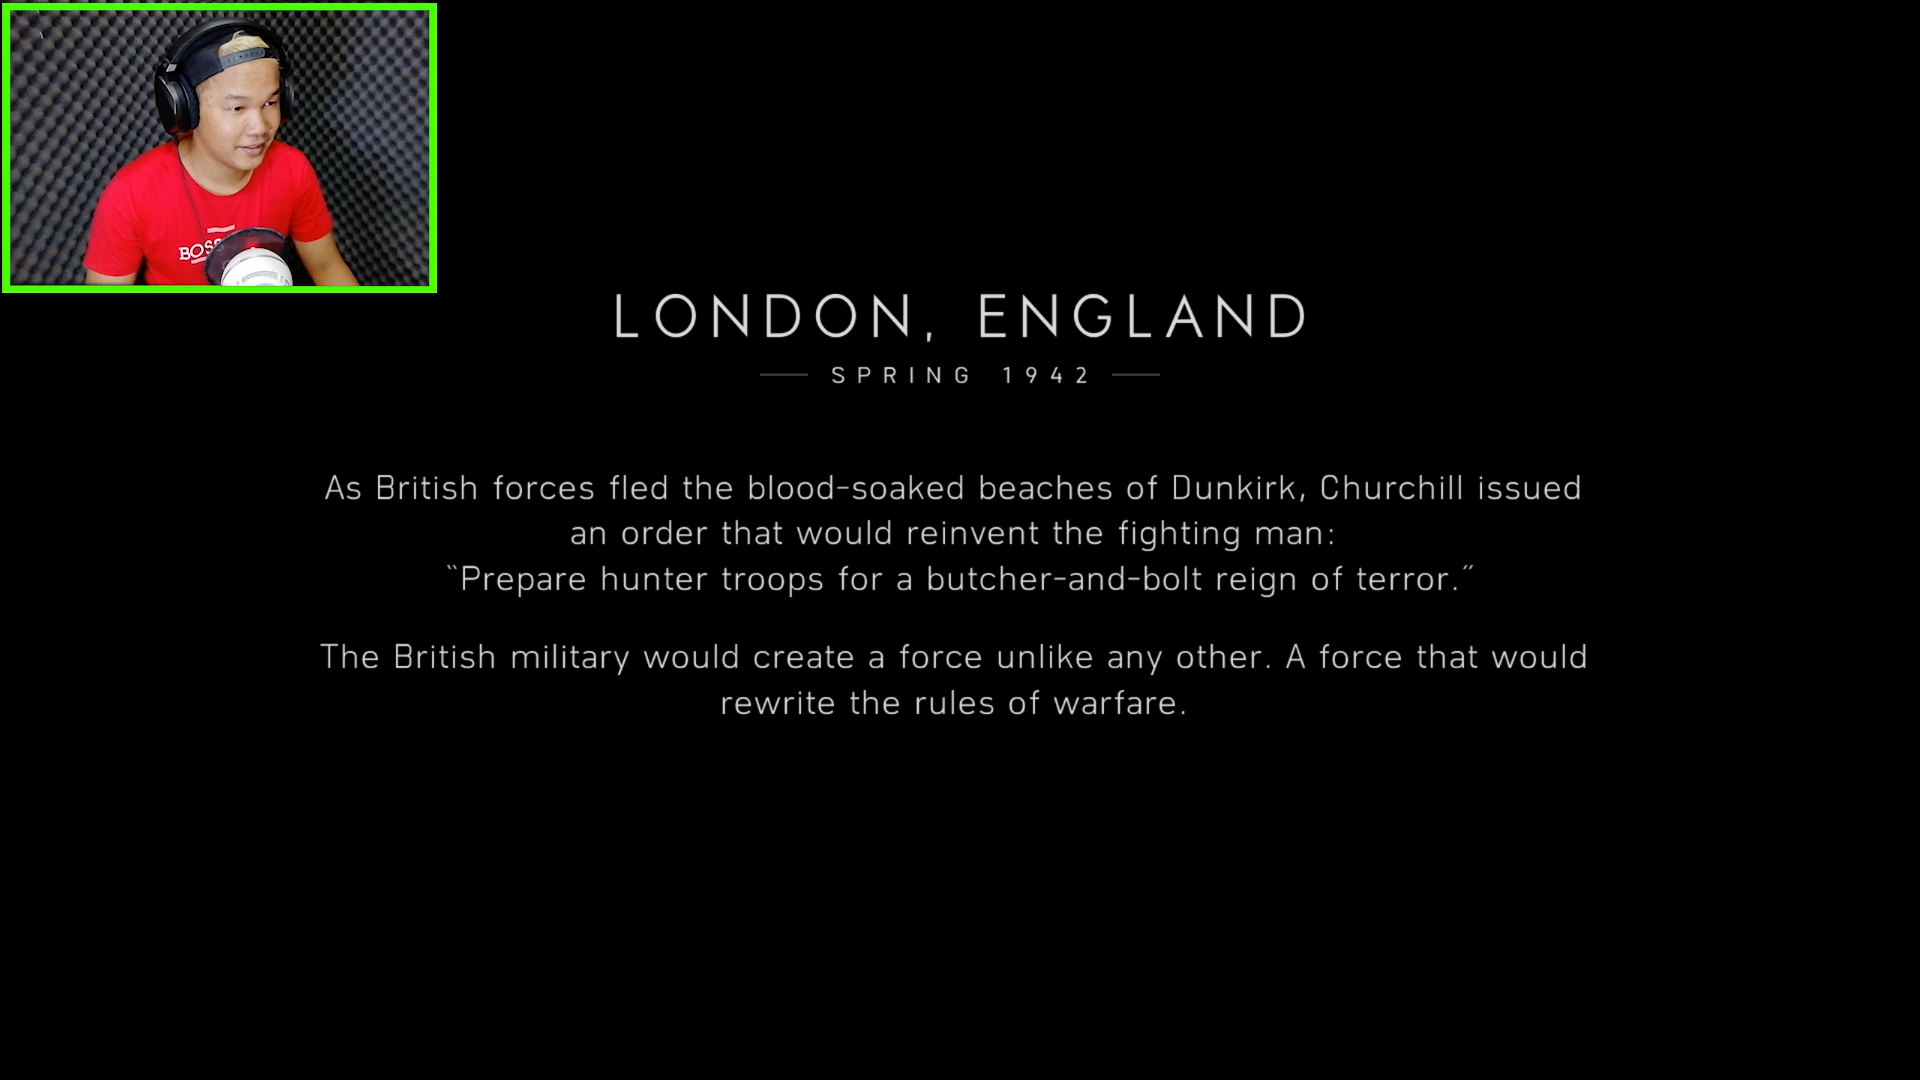 BOSS
LONDON, ENGLAND
SPRING 1942
As British forces fled the blood-soaked beaches of Dunkirk, Churchill issued
an order that would reinvent the fighting man:
“Prepare hunter troops for a butcher-and-bolt reign of terror.”
The British military would create a force unlike any other. A force that would
rewrite the rules of warfare.